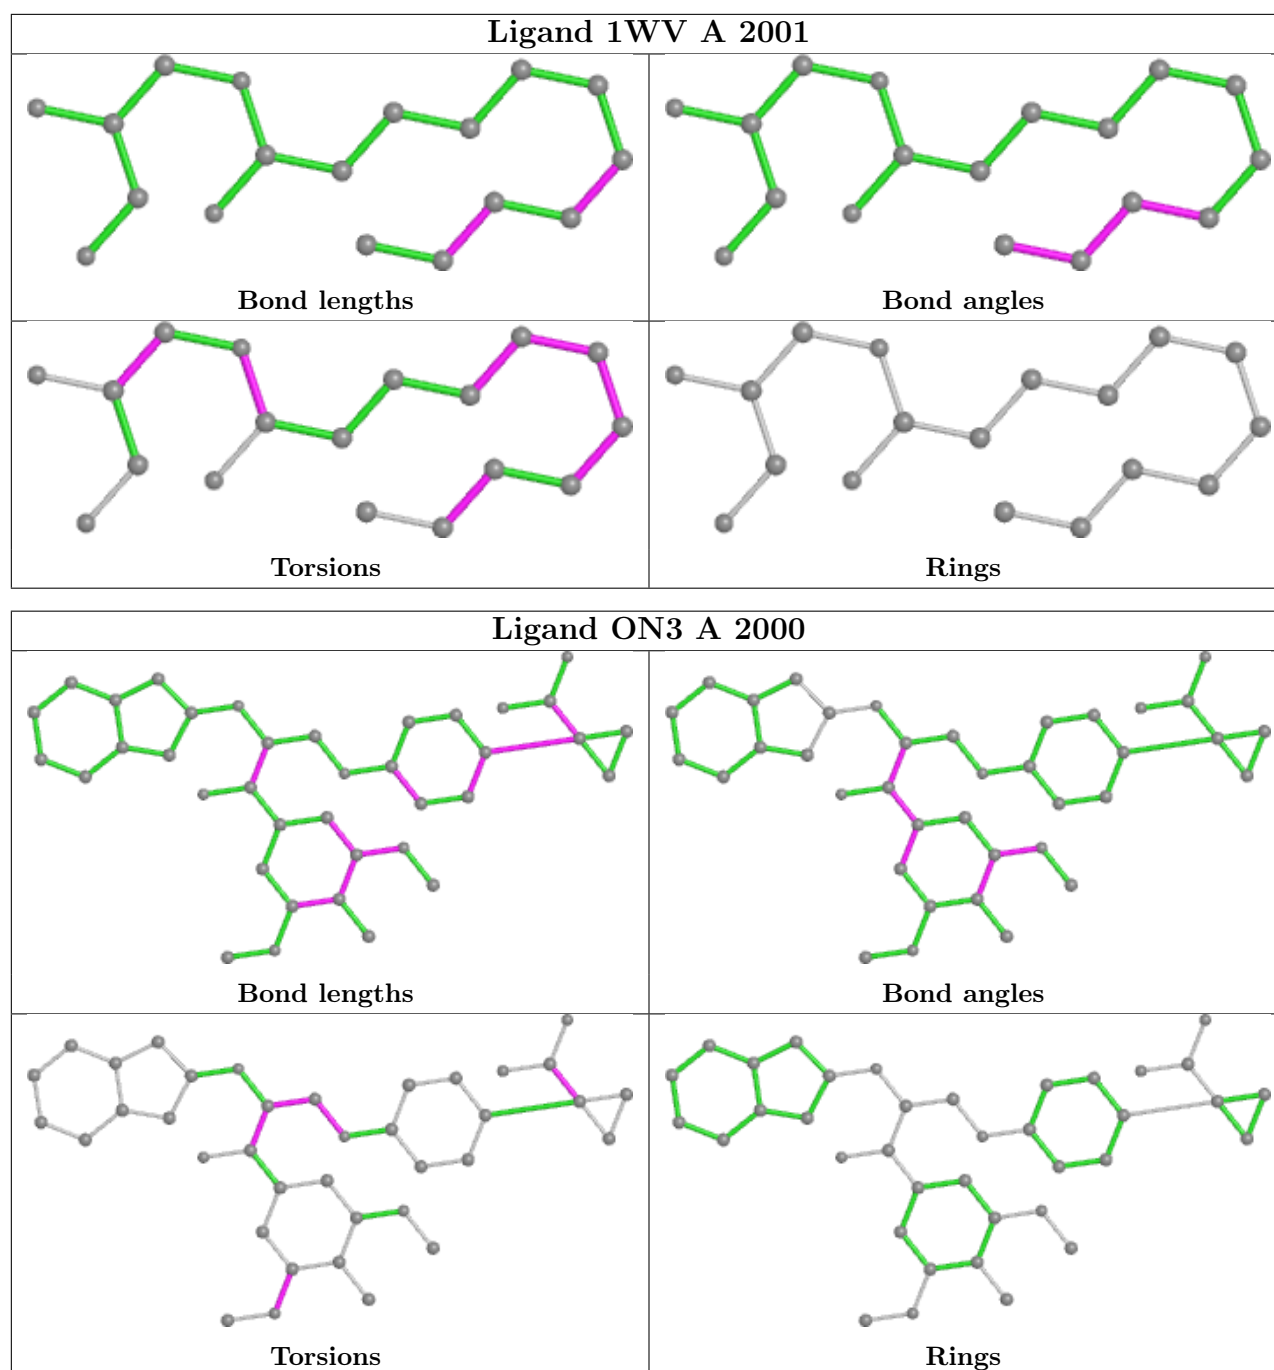 Ligand 1WV A 2001
Bond lengths
Bond angles
Torsions
Rings
Ligand ON3 A 2000
Bond lengths
Bond angles
Torsions
Rings